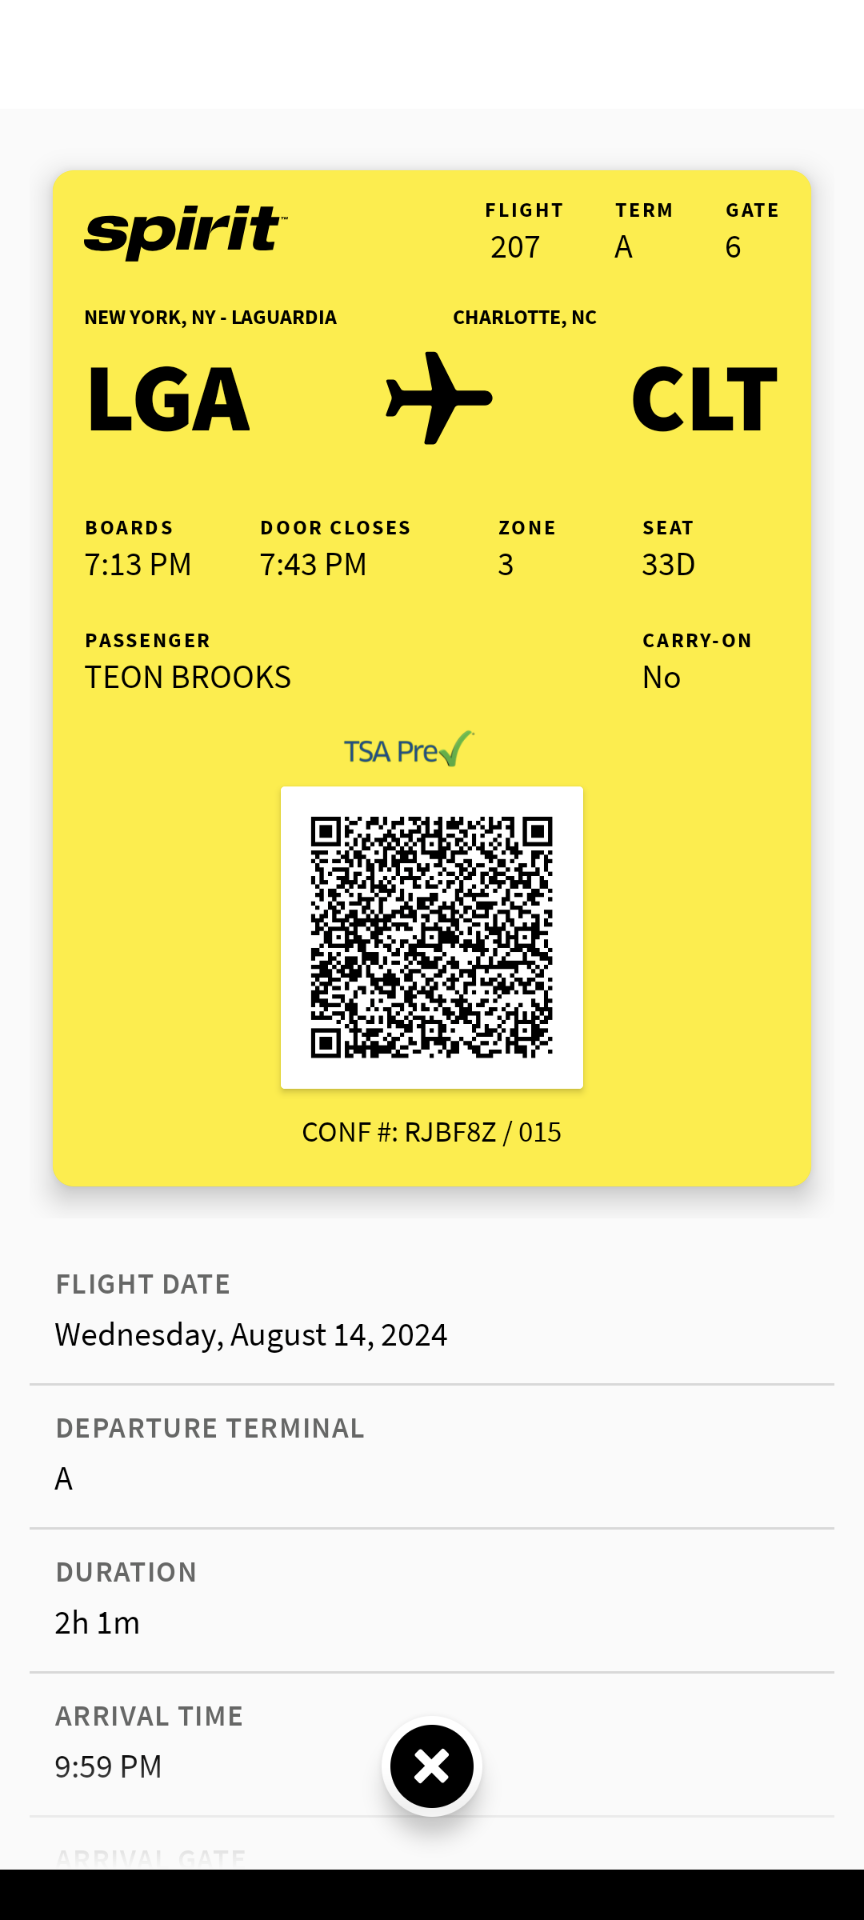 spirit™
FLIGHT TERM GATE
207 A 6
NEW YORK, NY - LAGUARDIA CHARLOTTE, NC
LGA CLT
BOARDS DOOR CLOSES ZONE SEAT
7:13 PM 7:43 PM 3 33D
PASSENGER CARRY-ON
TEON BROOKS No
TSA Pre
CONF #: RJBF8Z / 015
FLIGHT DATE
Wednesday, August 14, 2024
DEPARTURE TERMINAL
A
DURATION
2h 1m
ARRIVAL TIME
9:59 PM
ARRIVAL GATE